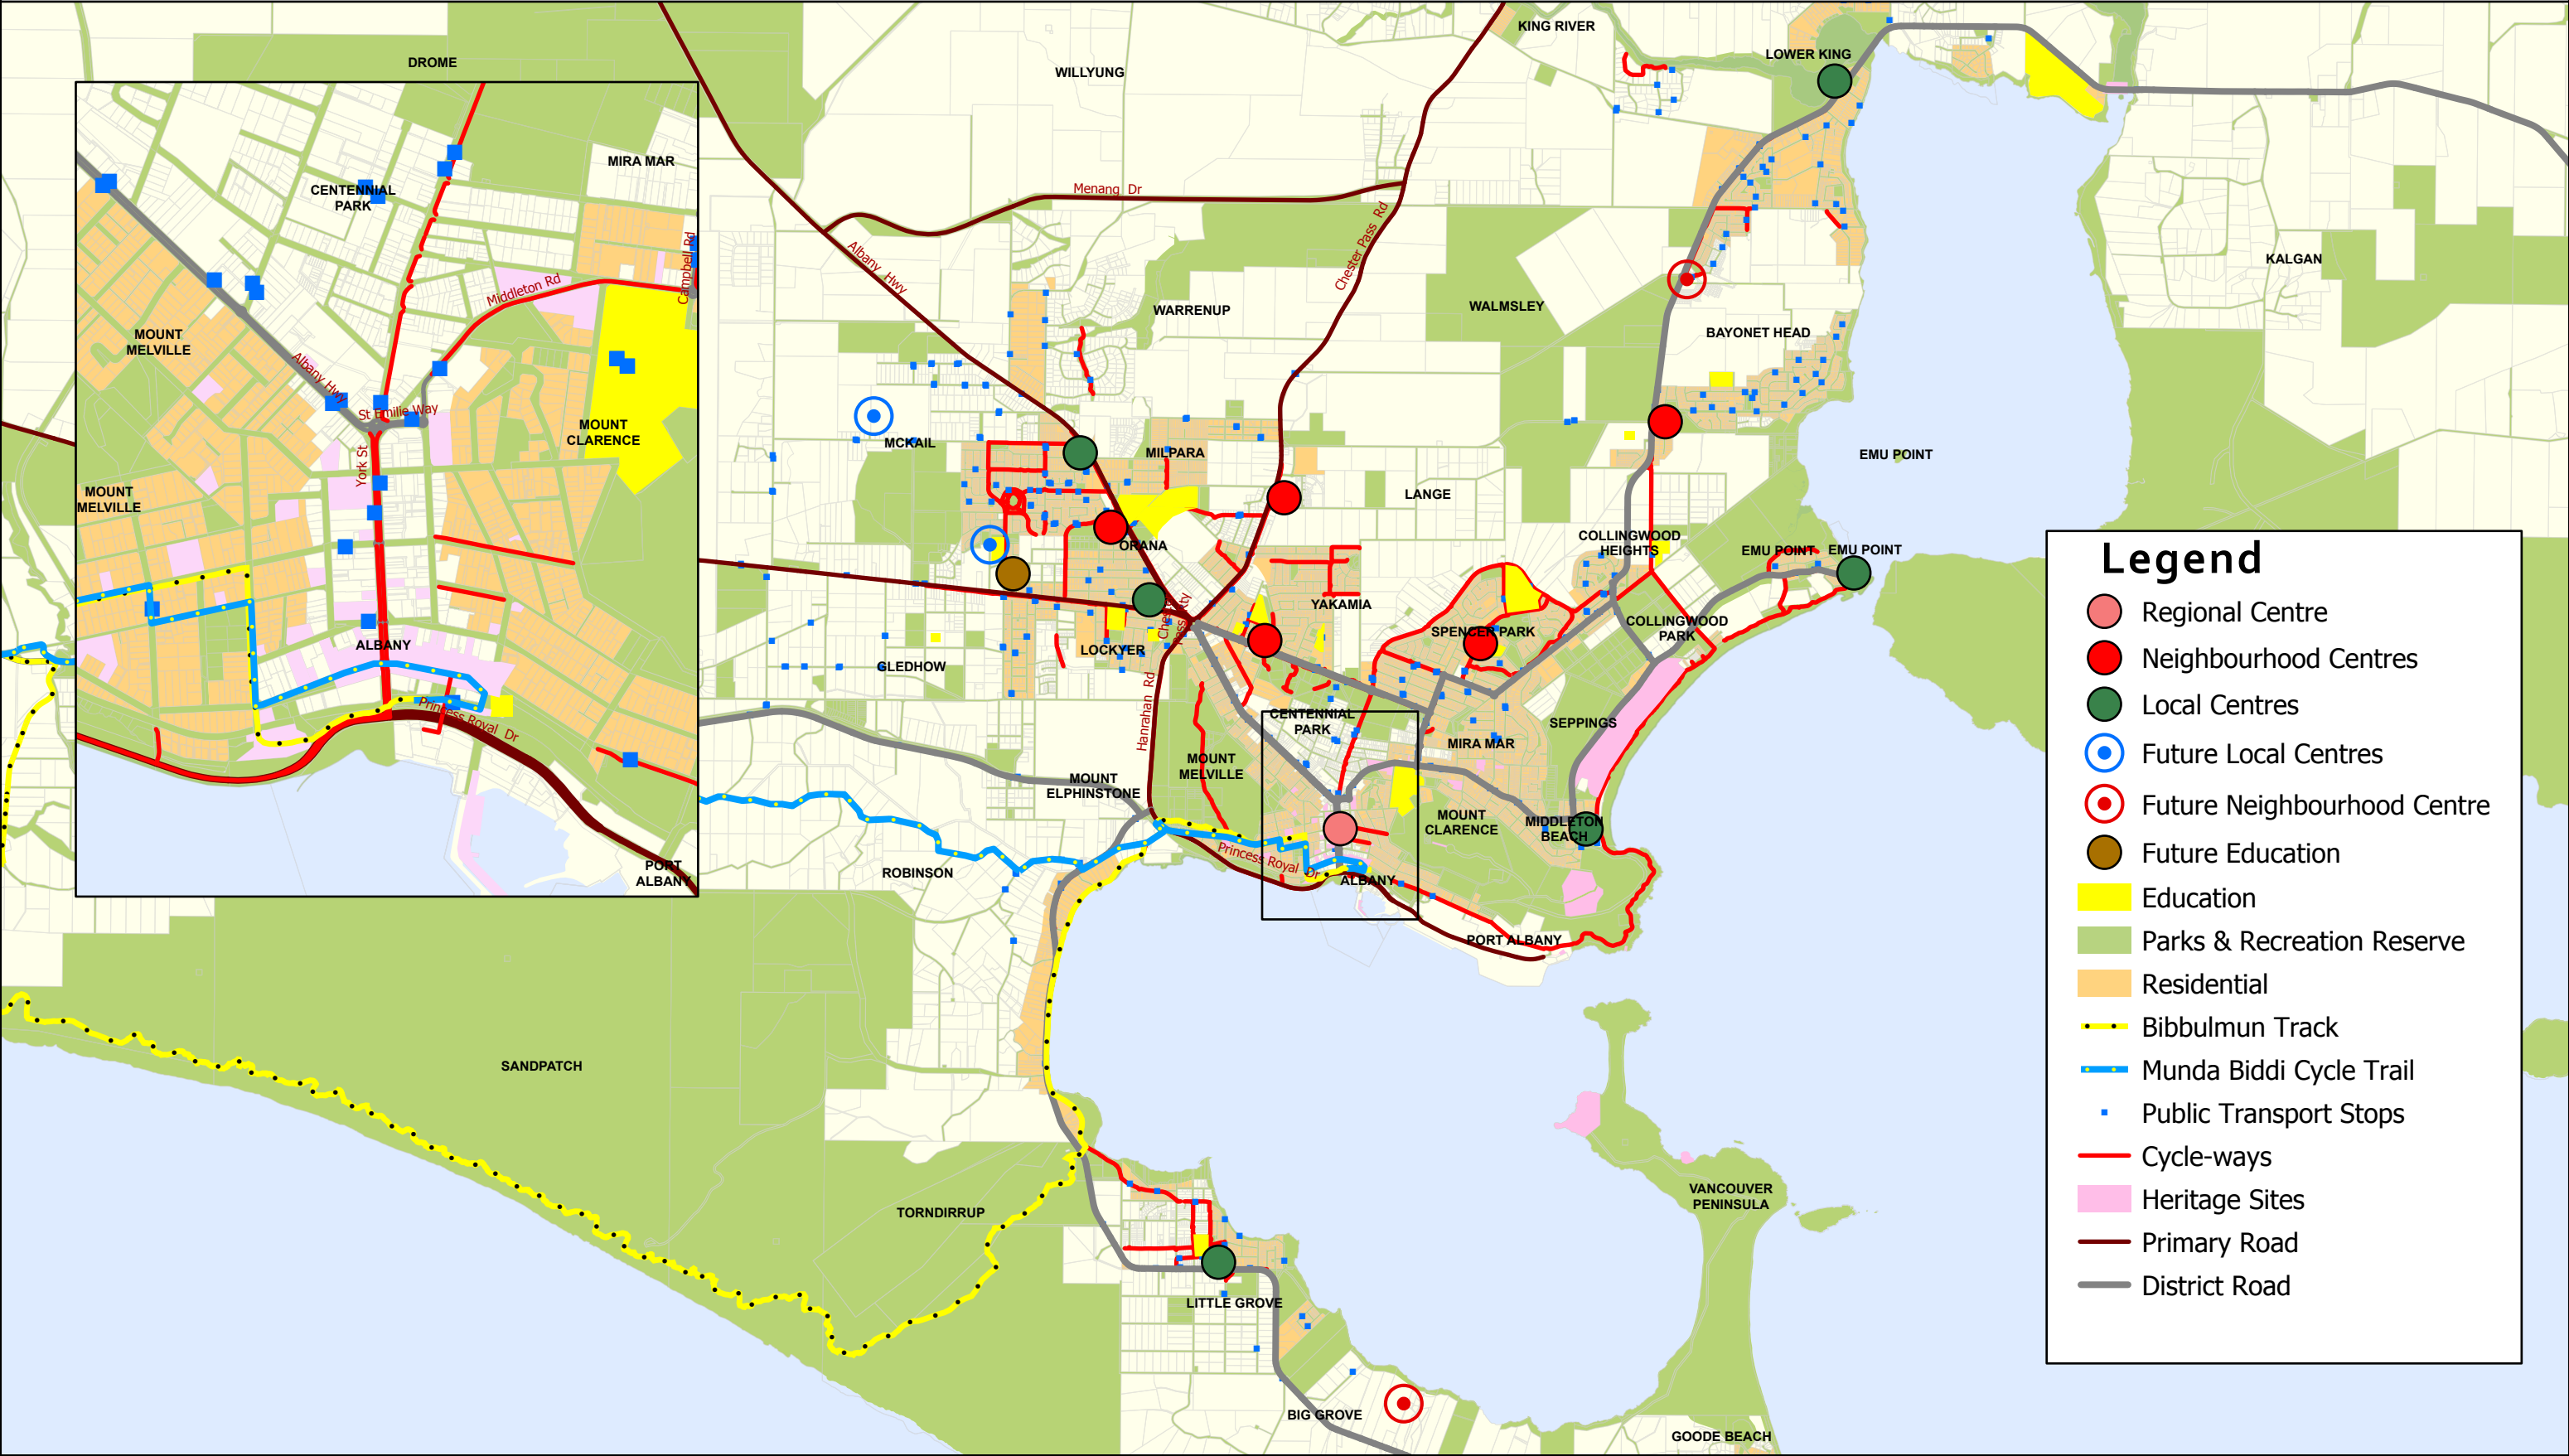 KING RIVER
LOWER KING
DROME
WILLYUNG
MIRA MAR
CENTENNIAL
PARK
Menang Dr
Campbell Rd
Albany Hwy
Chester Pass Rd
KALGAN
Middleton Rd
WARRENUP
WALMSLEY
BAYONET HEAD
MOUNT
MELVILLE
Albany Hwy
St Emilie Way
MOUNT
CLARENCE
MCKAIL
MILPARA
EMU POINT
York St
MOUNT
MELVILLE
LANGE
ORANA
COLLINGWOOD
HEIGHTS
EMU POINT
EMU POINT
YAKAMIA
COLLINGWOOD
PARK
SPENCER PARK
ALBANY
LOCKYER
GLEDHOW
Hanrahan Rd
Princess Royal Dr
CENTENNIAL
PARK
SEPPINGS
MIRA MAR
MOUNT
MELVILLE
MOUNT
ELPHINSTONE
MOUNT
CLARENCE
MIDDLETON
BEACH
Princess Royal Dr
PORT
ALBANY
ROBINSON
ALBANY
PORT ALBANY
SANDPATCH
VANCOUVER
PENINSULA
TORNDIRRUP
LITTLE GROVE
BIG GROVE
GOODE BEACH
Legend
Regional Centre
Neighbourhood Centres
Local Centres
Future Local Centres
Future Neighbourhood Centre
Future Education
Education
Parks & Recreation Reserve
Residential
Bibbulmun Track
Munda Biddi Cycle Trail
Public Transport Stops
Cycle-ways
Heritage Sites
Primary Road
District Road